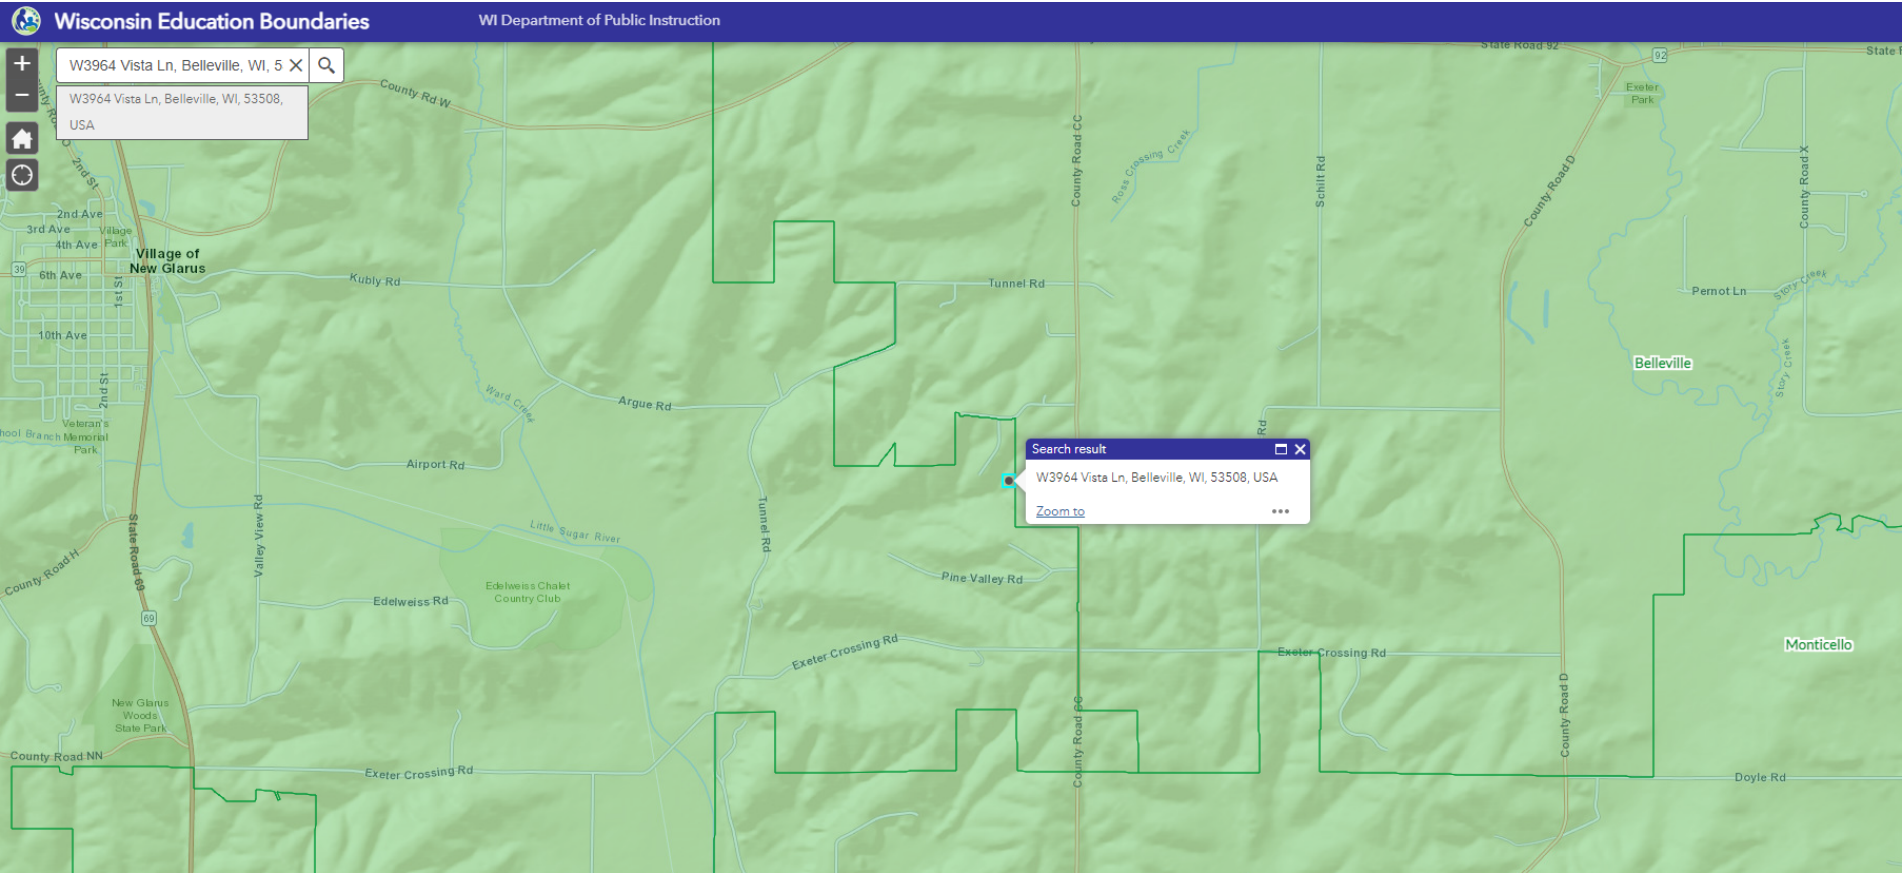 Wisconsin Education Boundaries
WI Department of Public Instruction
W3964 Vista Ln, Belleville, WI, 5
W3964 Vista Ln, Belleville, WI, 53508,
USA
State Road 92
92
State
County Rd W
Exeter
Park
County Road CC
Ross Crossing Creek
Schilt Rd
County Road D
County Road X
2nd St
2nd Ave
3rd Ave
Village
Park
4th Ave
Village of
New Glarus
39
6th Ave
1st St
Kubly Rd
Tunnel Rd
Pernot Ln
Story Creek
10th Ave
Belleville
Story Creek
2nd St
Ward Creek
Argue Rd
Veteran's
Memorial
Park
hool Branch
Rd
Airport Rd
Search result
W3964 Vista Ln, Belleville, WI, 53508, USA
Zoom to
Valley View Rd
Tunnel Rd
State Road 69
Little Sugar River
County Road H
Edelweiss Chalet
Country Club
Pine Valley Rd
Edelweiss Rd
69
Exeter Crossing Rd
Exeter Crossing Rd
Monticello
New Glarus
Woods
State Park
County Road CC
County Road D
County Road NN
Exeter Crossing Rd
Doyle Rd